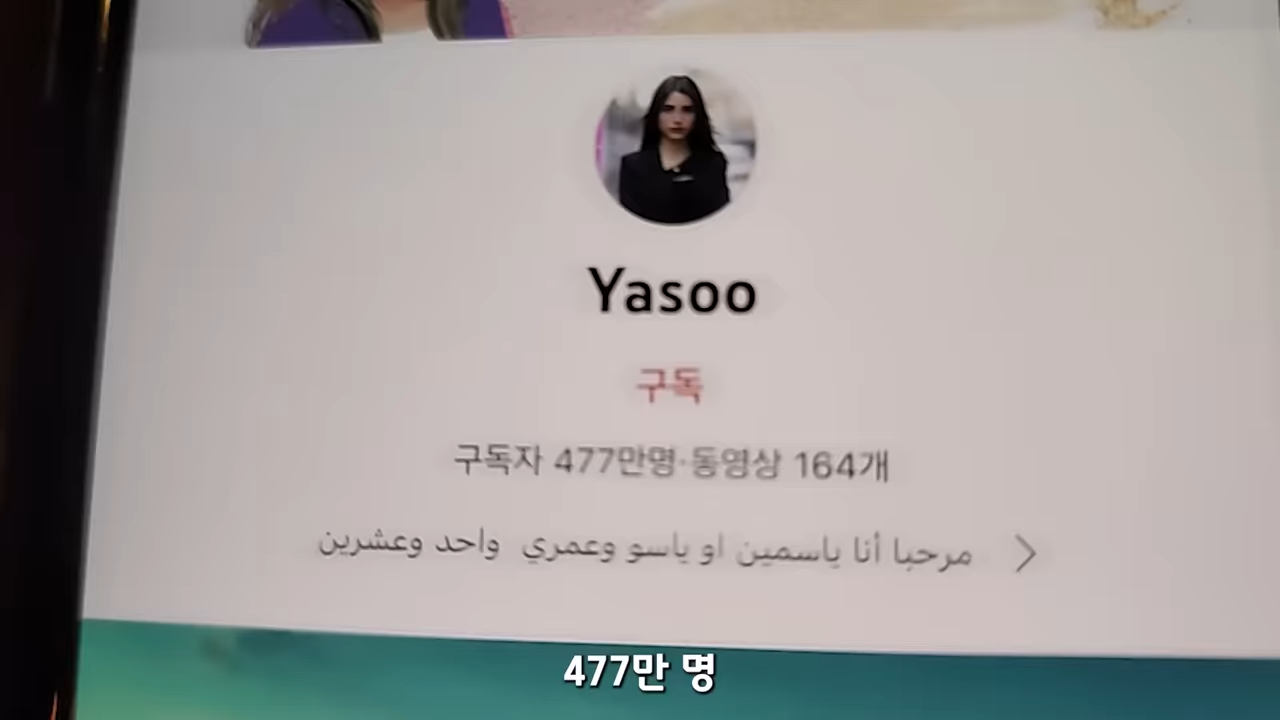 Yasoo
구독
구독자 477만명·동영상 164개
مرحبا أنا ياسمين او ياسو وعمري واحد وعشرين
477만 명